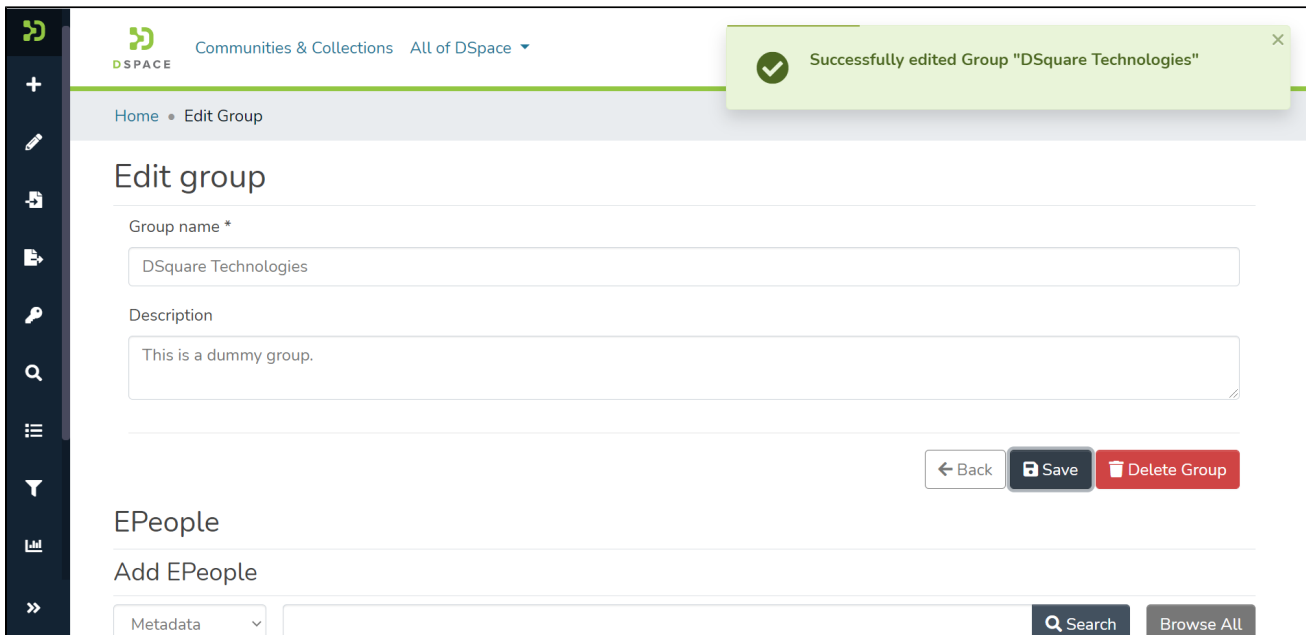 DSPACE
Communities & Collections All of DSpace
Successfully edited Group "DSquare Technologies"
Home • Edit Group
Edit group
Group name *
DSquare Technologies
Description
This is a dummy group.
Back Save Delete Group
EPeople
Add EPeople
Metadata Search Browse All